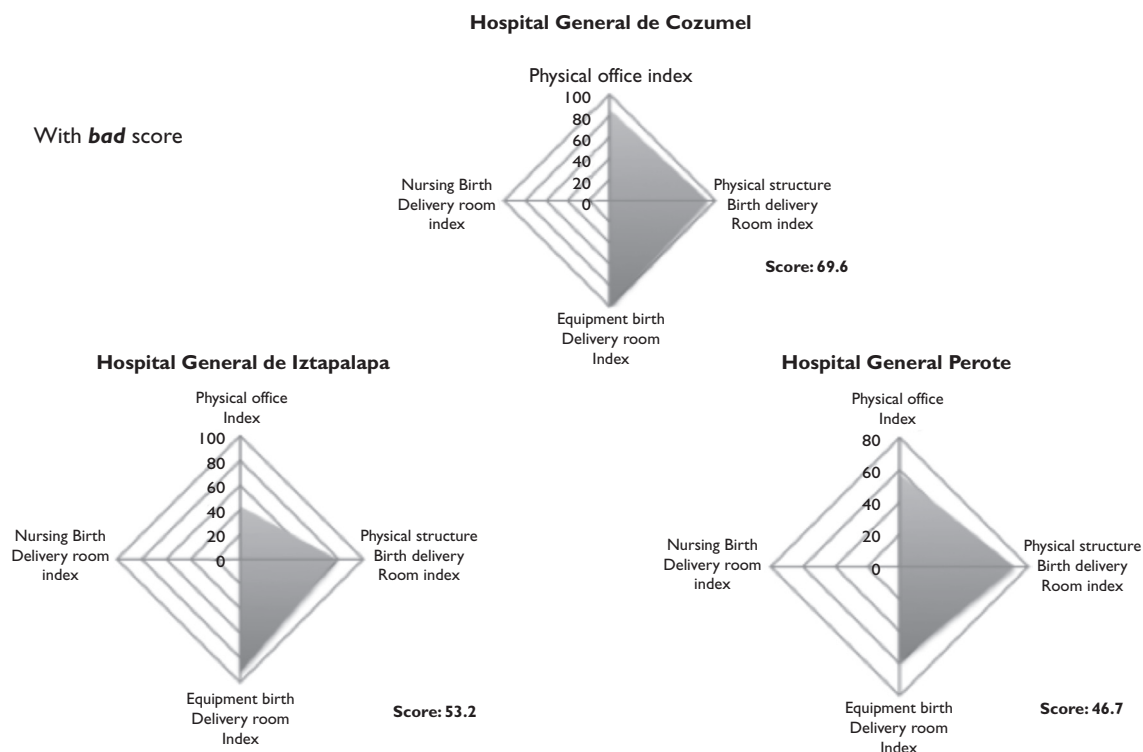 Hospital General de Cozumel
With bad score
Physical office index
100
80
60
40
20
0
Nursing Birth
Delivery room
index
Physical structure
Birth delivery
Room index
Equipment birth
Delivery room
Index
Score: 69.6
Hospital General de Iztapalapa
Physical office
Index
100
80
60
40
20
0
Nursing Birth
Delivery room
index
Physical structure
Birth delivery
Room index
Equipment birth
Delivery room
Index
Score: 53.2
Hospital General Perote
Physical office
Index
80
60
40
20
0
Nursing Birth
Delivery room
index
Physical structure
Birth delivery
Room index
Equipment birth
Delivery room
Index
Score: 46.7